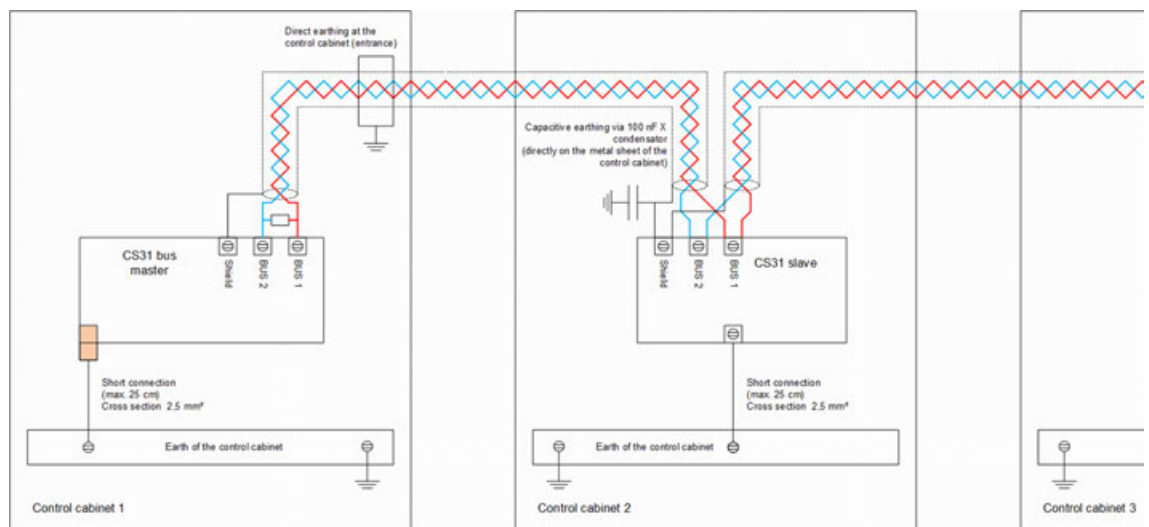 Direct earthing at the
control cabinet (entrance)
CS31 bus
master
Shield
BUS 2
BUS 1
Short connection
(max. 25 cm)
Cross section 2,5 mm²
Earth of the control cabinet
Control cabinet 1
Capacitive earthing via 100 nF X
condensator
(directly on the metal sheet of the
control cabinet)
Shield
BUS 2
BUS 1
CS31 slave
Short connection
(max. 25 cm)
Cross section 2,5 mm²
Earth of the control cabinet
Control cabinet 2
Control cabinet 3